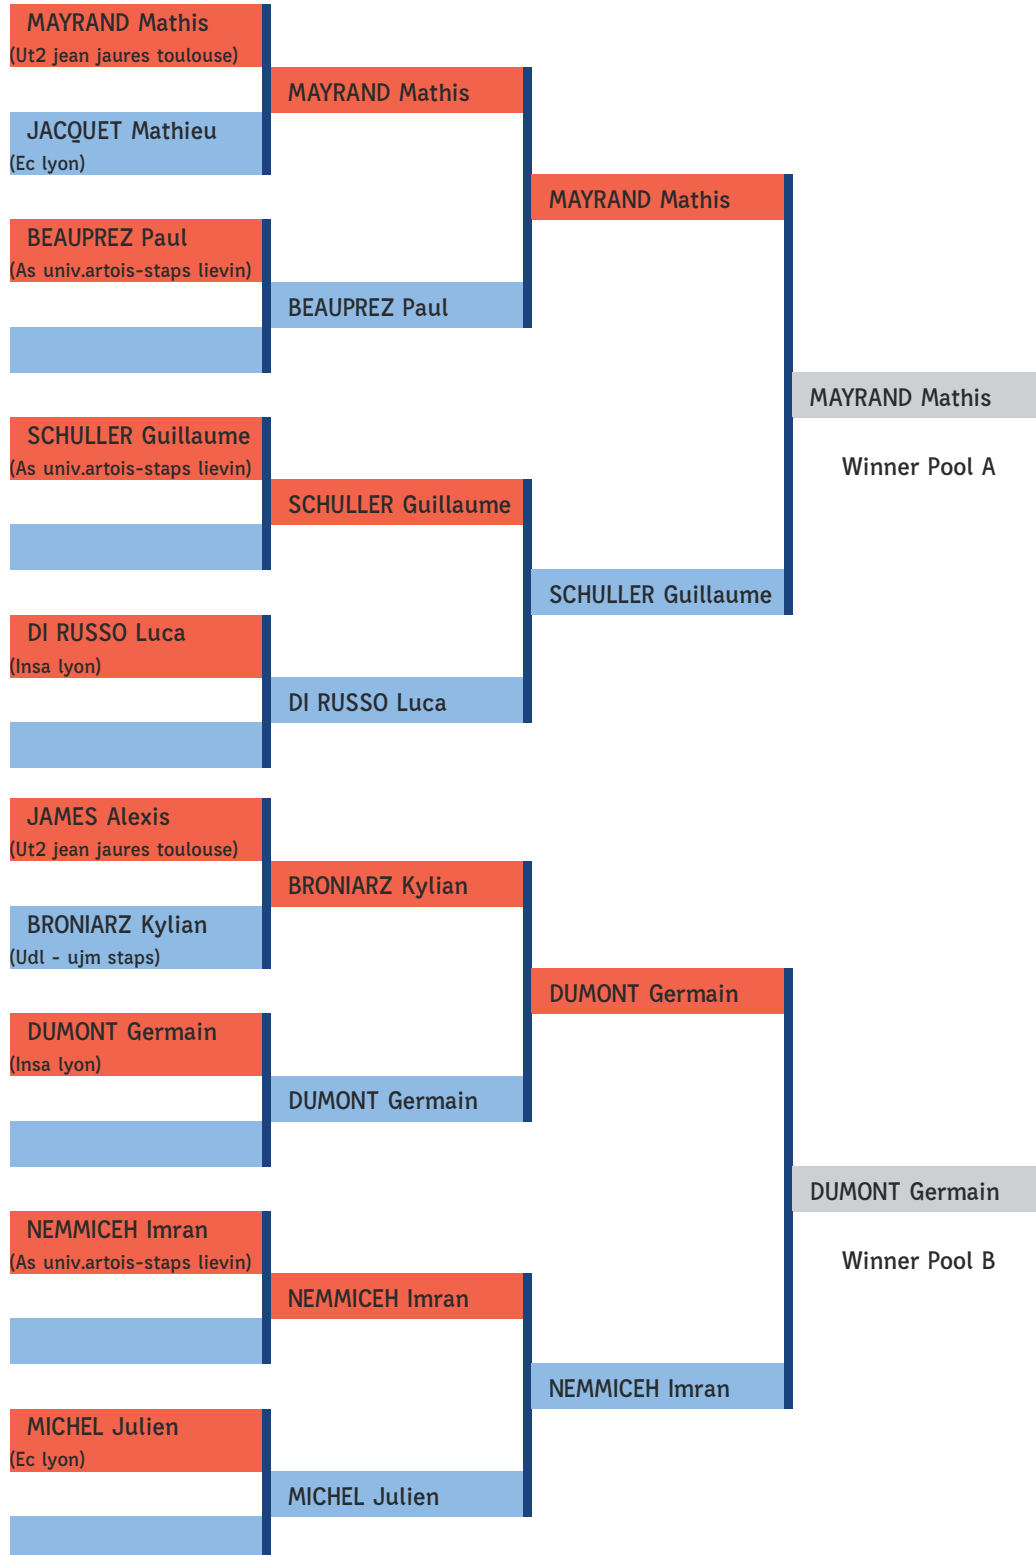 MAYRAND Mathis
(Ut2 jean jaures toulouse)
MAYRAND Mathis
JACQUET Mathieu
(Ec lyon)
MAYRAND Mathis
BEAUPREZ Paul
(As univ.artois-staps lievin)
BEAUPREZ Paul
MAYRAND Mathis
SCHULLER Guillaume
(As univ.artois-staps lievin)
Winner Pool A
SCHULLER Guillaume
SCHULLER Guillaume
DI RUSSO Luca
(Insa lyon)
DI RUSSO Luca
JAMES Alexis
(Ut2 jean jaures toulouse)
BRONIARZ Kylian
BRONIARZ Kylian
(Udl - ujm staps)
DUMONT Germain
DUMONT Germain
(Insa lyon)
DUMONT Germain
DUMONT Germain
NEMMICEH Imran
(As univ.artois-staps lievin)
Winner Pool B
NEMMICEH Imran
NEMMICEH Imran
MICHEL Julien
(Ec lyon)
MICHEL Julien